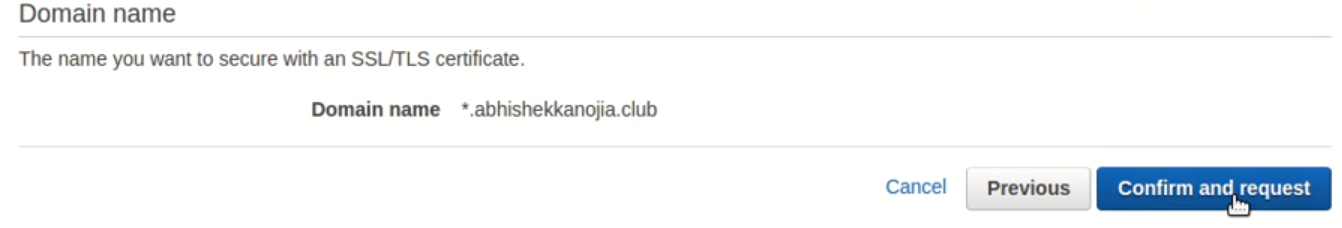 Domain name
The name you want to secure with an SSL/TLS certificate.
Domain name *.abhishekkanojia.club
Cancel Previous Confirm and request